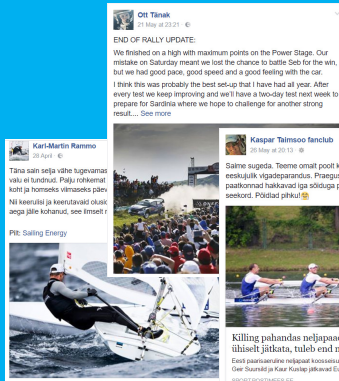 Ott Tänak
21 May at 23:21
END OF RALLY UPDATE:
We finished on a high with maximum points on the Power Stage. Our
mistake on Saturday meant we lost the chance to battle Seb for the win,
but we had good pace, good speed and a good feeling with the car.
I think this was probably the best set-up that I have had all year. After
every test we keep improving and we'll have a two-day test next week to
prepare for Sardinia where we hope to challenge for another strong
result.... See more
Karl-Martin Rammo
26 April
Täna sain selja vähe tugevamas
valu ei tundnud. Palju rohkemat
koht ja homseks viimaseks päev
Nii keerulisi ja keerutavaid olusid
aega jälle kohanud, see ilmselt r
Pilt: Sailing Energy
Kaspar Taimsoo fanclub
26 May at 20:13
Saime sugeda. Teeme omalt poolt k
eeskujulik vigadeparandus. Praegus
paatkonnad hakkavad iga sõiduga p
seekord. Pöidlad pihku!
Killing pahandas neljapaad
ühiselt jätkata, tuleb end m
Eesti paarisaeruline neljapaat koosseisu
Geir Suursild ja Kaur Kuslap jätkavad Eu
SPORT.POSTIMEES.EE